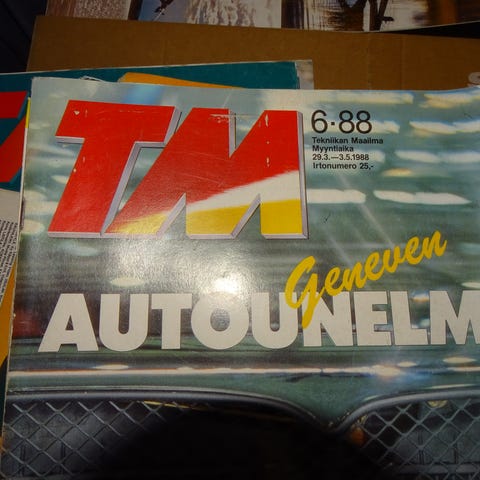 TM
6·88
Tekniikan Maailma
Myyntiaika
29.3.—3.5.1988
Irtonumero 25,-
Geneven
AUTOUNELM